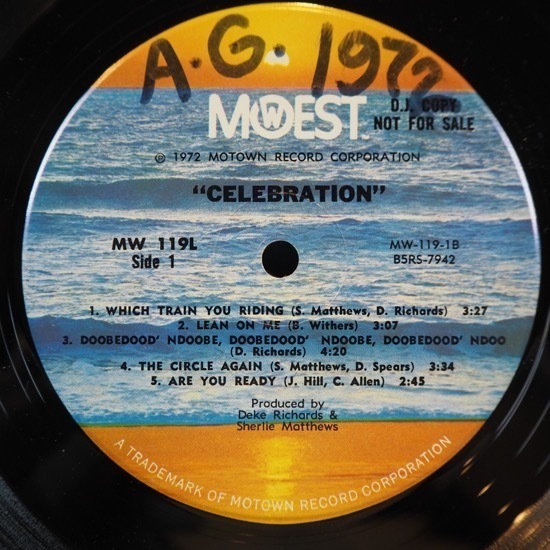 A.G. 1972
MOWEST
D.J. COPY
NOT FOR SALE
℗ 1972 MOTOWN RECORD CORPORATION
"CELEBRATION"
MW 119L
Side 1
MW-119-1B
B5RS-7942
1. WHICH TRAIN YOU RIDING (S. Matthews, D. Richards) 3:27
2. LEAN ON ME (B. Withers) 3:07
3. DOOBEDOOD' NDOOBE, DOOBEDOOD' NDOOBE, DOOBEDOOD' NDOO
(D. Richards) 4:20
4. THE CIRCLE AGAIN (S. Matthews, D. Spears) 3:34
5. ARE YOU READY (J. Hill, C. Allen) 2:45
Produced by
Deke Richards &
Sherlie Matthews
A TRADEMARK OF MOTOWN RECORD CORPORATION